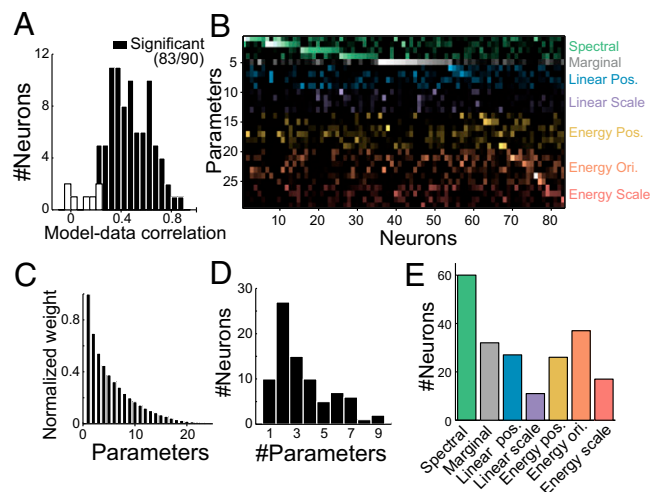 A
Significant
(83/90)
12
8
4
0
#Neurons
0
0.4
0.8
Model-data correlation
B
Parameters
5
10
15
20
25
10
20
30
40
50
60
70
80
Neurons
Spectral
Marginal
Linear Pos.
Linear Scale
Energy Pos.
Energy Ori.
Energy Scale
C
Normalized weight
0.8
0.4
0
0
10
20
Parameters
D
#Neurons
30
20
10
0
1
3
5
7
9
#Parameters
E
#Neurons
60
40
20
0
Spectral
Marginal
Linear pos.
Linear scale
Energy pos.
Energy ori.
Energy scale